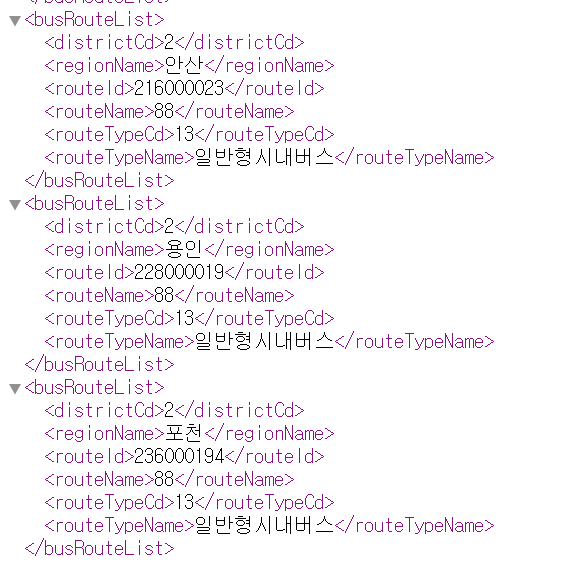 </busRouteList>
▼<busRouteList>
<districtCd>2</districtCd>
<regionName>안산</regionName>
<routeId>216000023</routeId>
<routeName>88</routeName>
<routeTypeCd>13</routeTypeCd>
<routeTypeName>일반형시내버스</routeTypeName>
</busRouteList>
▼<busRouteList>
<districtCd>2</districtCd>
<regionName>용인</regionName>
<routeId>228000019</routeId>
<routeName>88</routeName>
<routeTypeCd>13</routeTypeCd>
<routeTypeName>일반형시내버스</routeTypeName>
</busRouteList>
▼<busRouteList>
<districtCd>2</districtCd>
<regionName>포천</regionName>
<routeId>236000194</routeId>
<routeName>88</routeName>
<routeTypeCd>13</routeTypeCd>
<routeTypeName>일반형시내버스</routeTypeName>
</busRouteList>